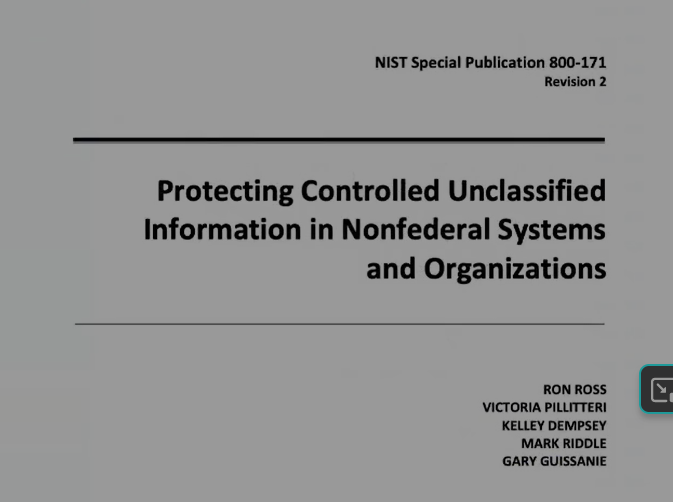 NIST Special Publication 800-171
Revision 2
Protecting Controlled Unclassified
Information in Nonfederal Systems
and Organizations
RON ROSS
VICTORIA PILLITTERI
KELLEY DEMPSEY
MARK RIDDLE
GARY GUISSANIE